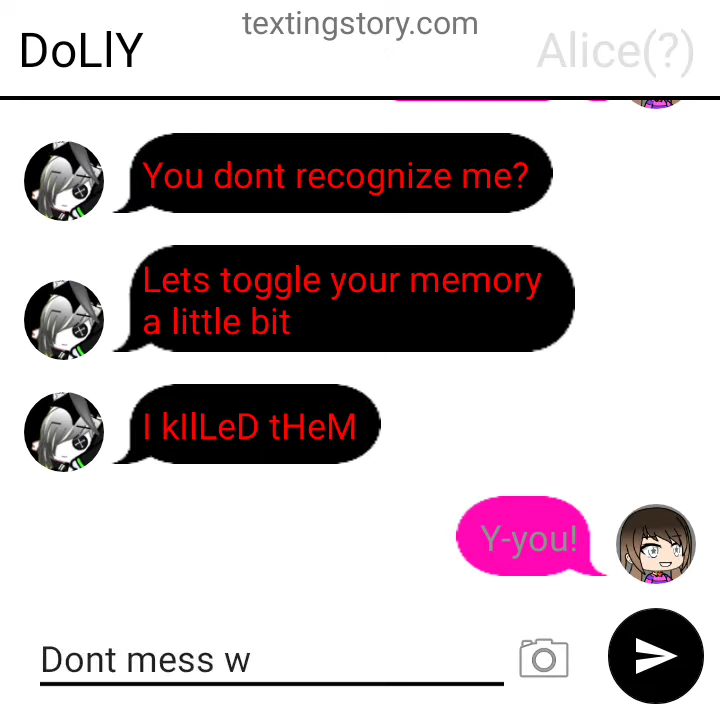 textingstory.com
DoLlY
Alice(?)
You dont recognize me?
Lets toggle your memory
a little bit
I kIlLeD tHeM
Y-you!
Dont mess w